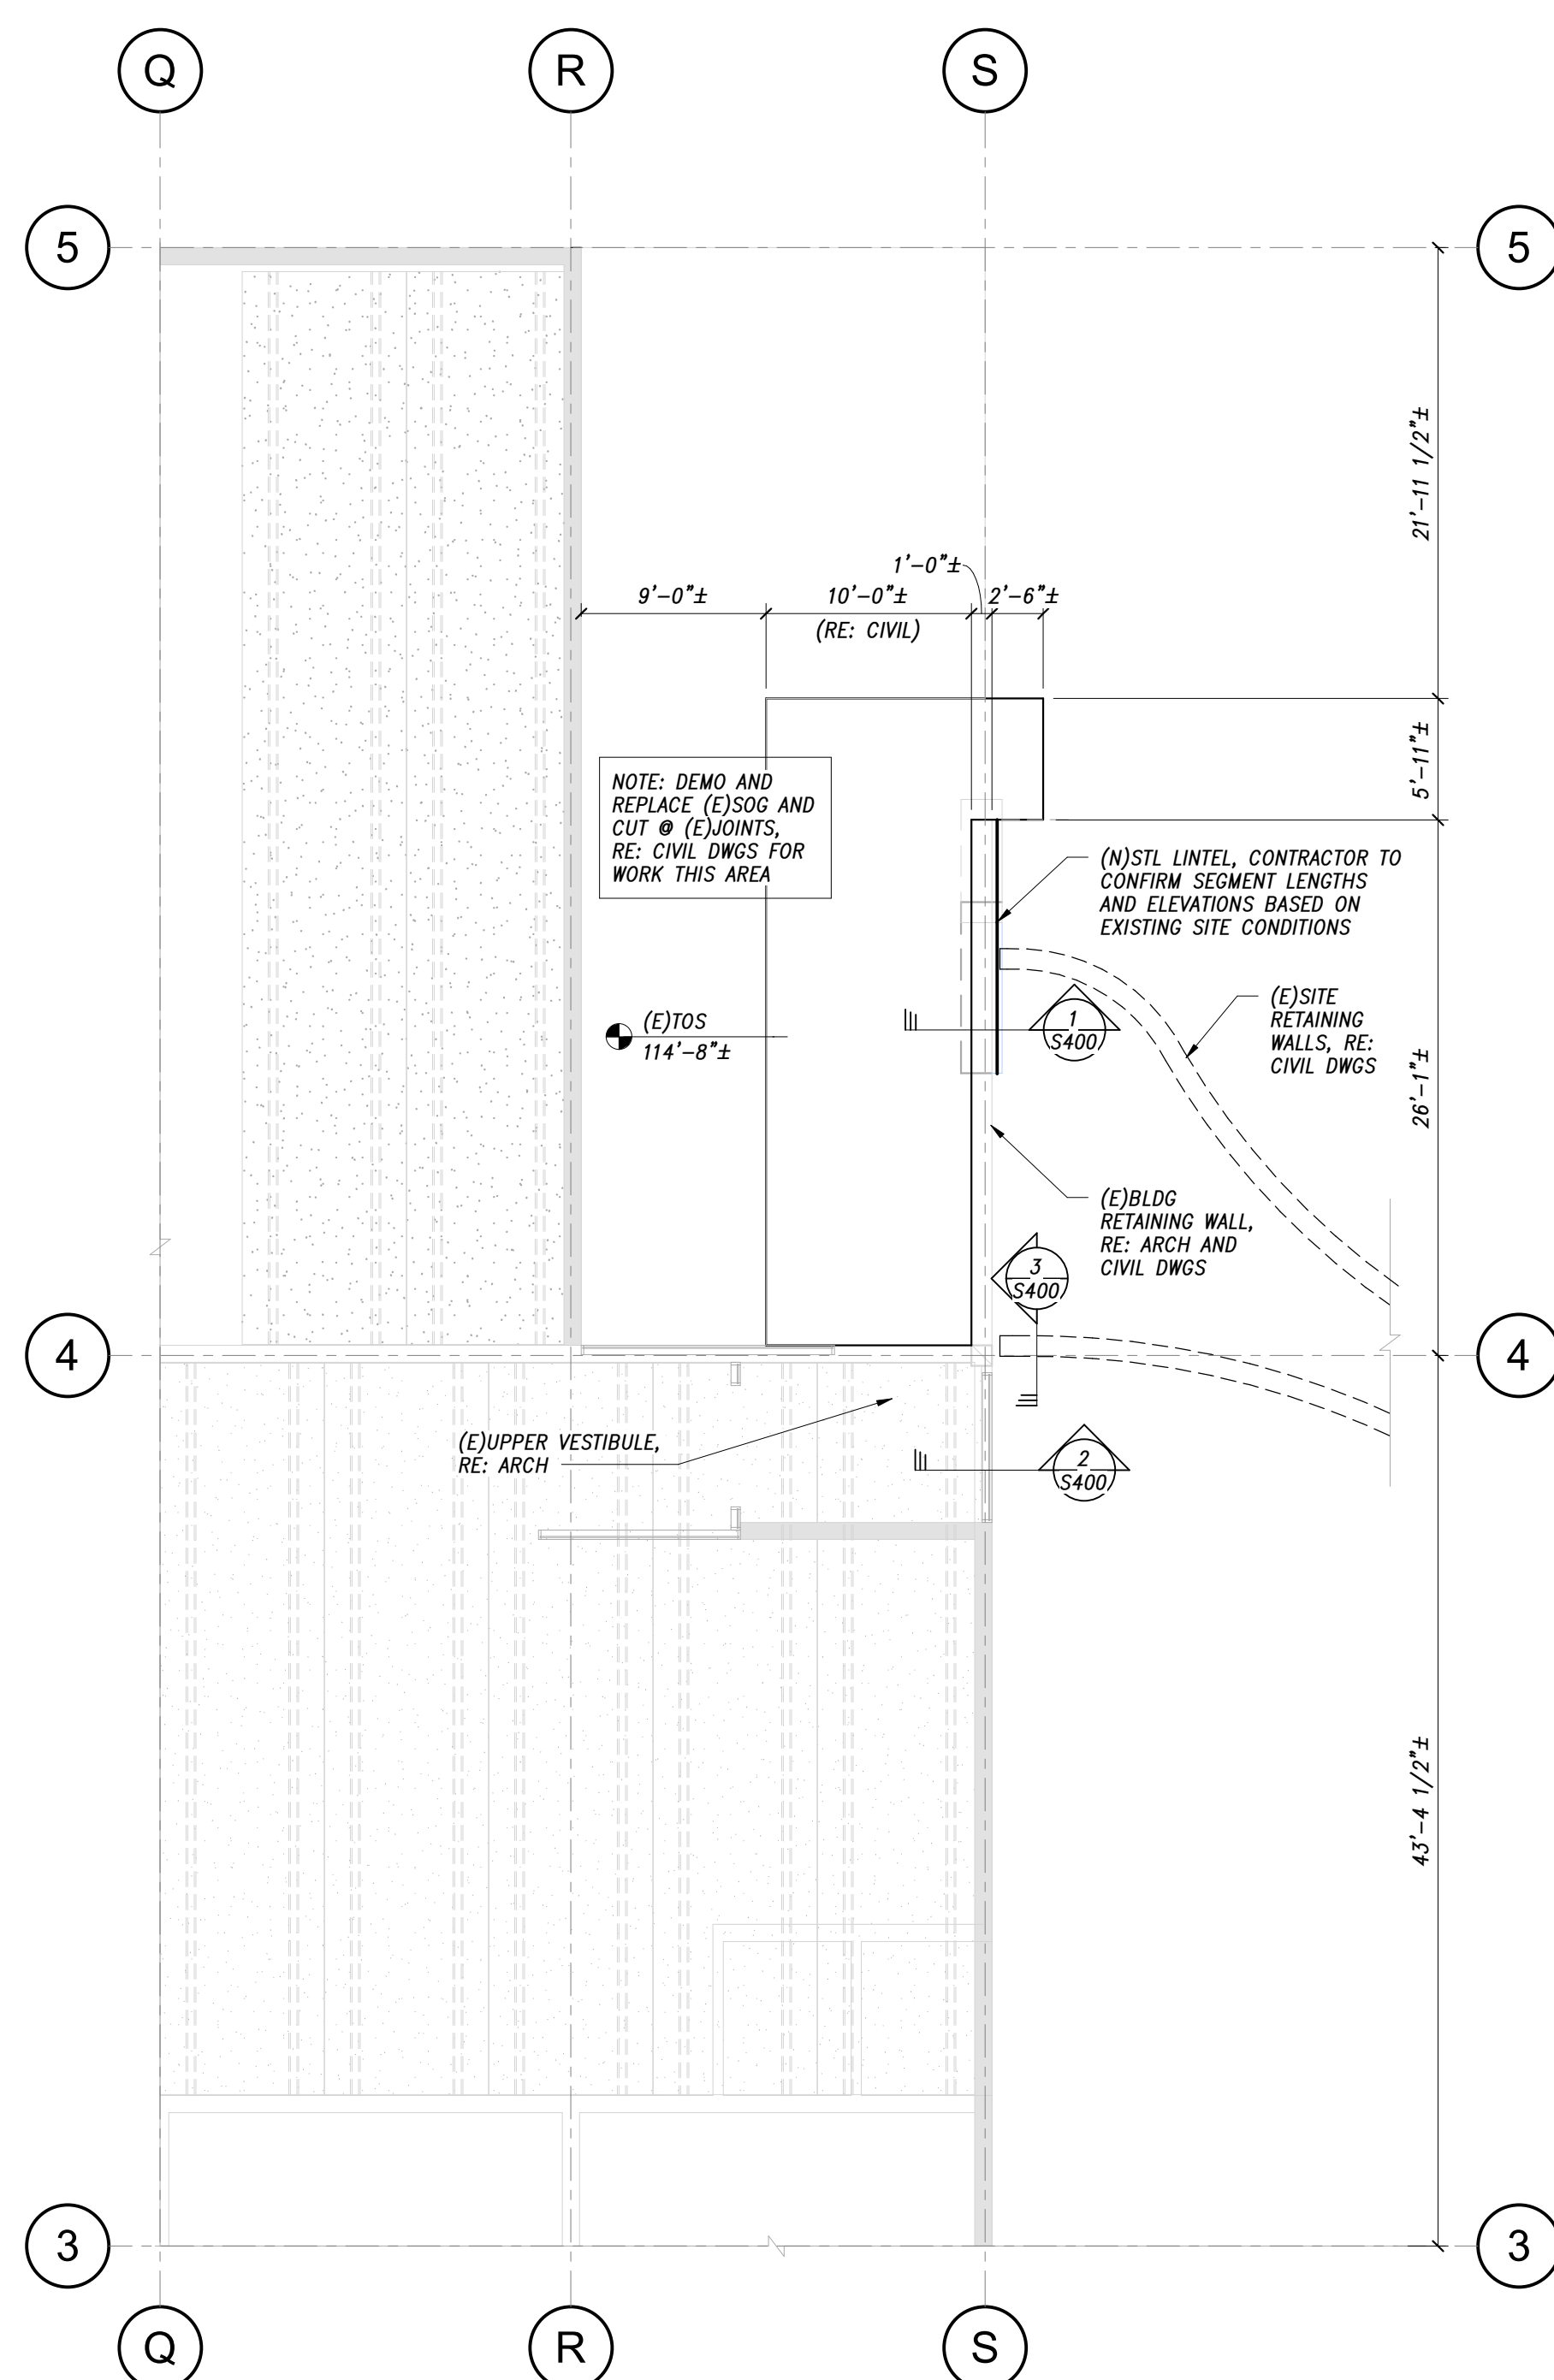 Q
R
S
5
5
21'-11 1/2"±
1'-0"±
9'-0"±
10'-0"±
2'-6"±
(RE: CIVIL)
5'-11"±
NOTE: DEMO AND
REPLACE (E)SOG AND
CUT @ (E)JOINTS,
RE: CIVIL DWGS FOR
WORK THIS AREA
(N)STL LINTEL, CONTRACTOR TO
CONFIRM SEGMENT LENGTHS
AND ELEVATIONS BASED ON
EXISTING SITE CONDITIONS
(E)TOS
114'-8"±
1
S400
(E)SITE
RETAINING
WALLS, RE:
CIVIL DWGS
26'-1"±
(E)BLDG
RETAINING WALL,
RE: ARCH AND
CIVIL DWGS
3
S400
4
4
(E)UPPER VESTIBULE,
RE: ARCH
2
S400
43'-4 1/2"±
3
3
Q
R
S